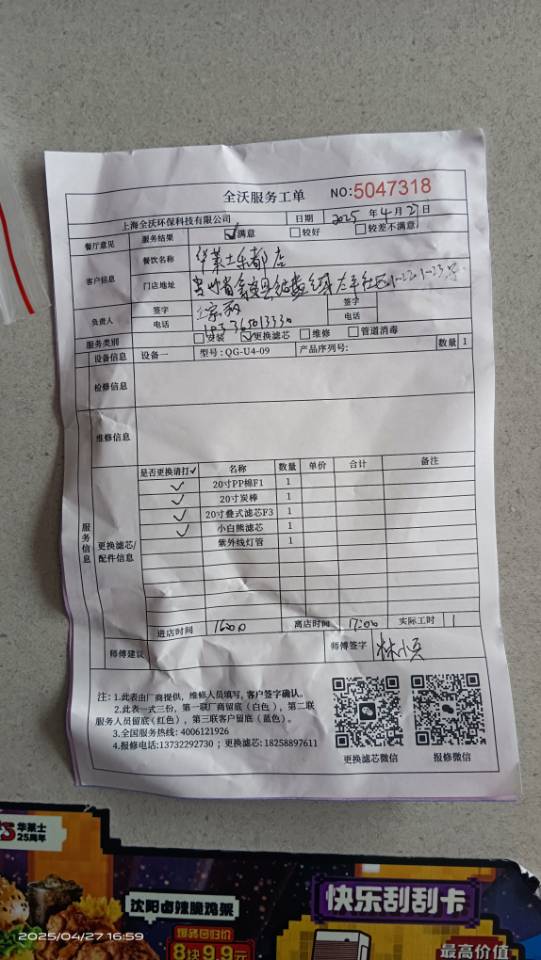 全沃服务工单 NO:5047318
上海全沃环保科技有限公司 日期 2025 年 4 月 27 日
餐厅意见 服务结果 ☑满意 □较好 □较差不满意
客户信息 餐饮名称 华莱士乐都店
门店地址
负责人 签字 签字
电话 电话
服务类别 □安装 ☑更换滤芯 □维修 □管道消毒
设备信息 设备一 型号: QG-U4-09 产品序列号: 数量 1
检修信息
维修信息
服务信息
更换滤芯/配件信息
是否更换请打✓ 名称 数量 单价 合计 备注
✓ 20寸PP棉F1 1
✓ 20寸炭棒 1
✓ 20寸叠式滤芯F3 1
✓ 小白熊滤芯 1
紫外线灯管 1
进店时间 1600 离店时间 17:00 实际工时 1
师傅建议 师傅签字
注: 1.此表由厂商提供，维修人员填写, 客户签字确认。
2.此表一式三份，第一联厂商留底(白色)，第二联
服务人员留底(红色)，第三联客户留底(蓝色)。
3.全国服务热线: 4006121926
4.报修电话:13732292730 ; 更换滤芯: 18258897611
更换滤芯微信 报修微信
华莱士
25周年
沈阳卤辣脆鸡架
快乐刮刮卡
8块9.9元
最高价值
2025/04/27 16:59